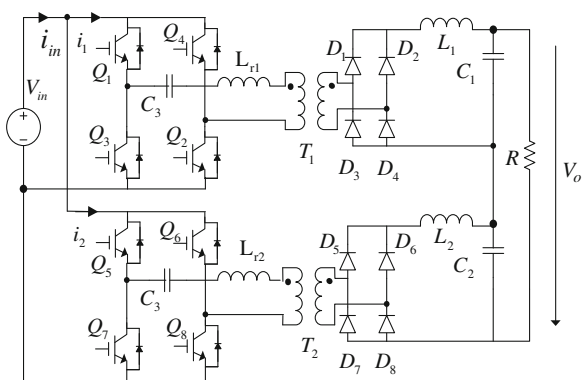 i_in
i_1
Q_1
Q_4
V_in
+
−
C_3
L_r1
Q_3
Q_2
T_1
D_1
D_2
D_3
D_4
L_1
C_1
R
V_o
i_2
Q_5
Q_6
C_3
L_r2
Q_7
Q_8
T_2
D_5
D_6
D_7
D_8
L_2
C_2